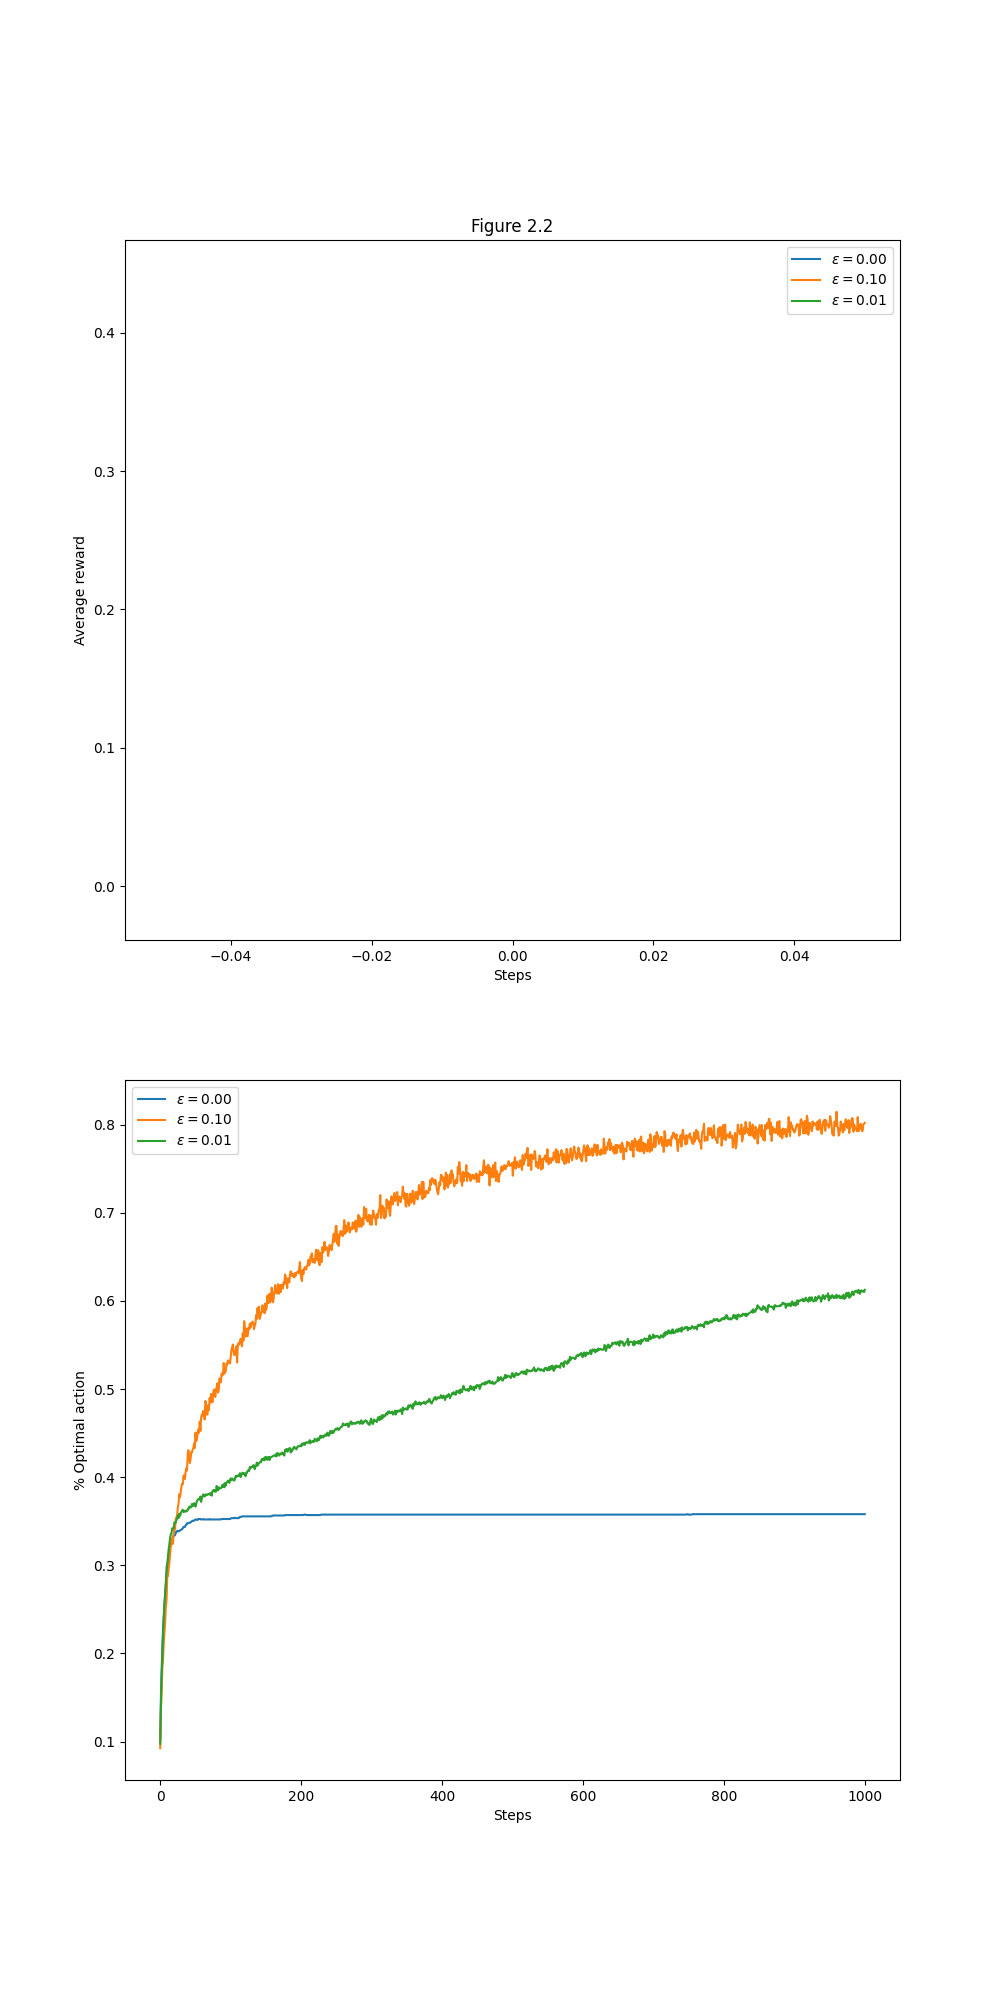 Figure 2.2
ε = 0.00
ε = 0.10
ε = 0.01
0.4
0.3
0.2
0.1
0.0
Average reward
−0.04
−0.02
0.00
0.02
0.04
Steps
ε = 0.00
ε = 0.10
ε = 0.01
0.8
0.7
0.6
0.5
0.4
0.3
0.2
0.1
% Optimal action
0
200
400
600
800
1000
Steps